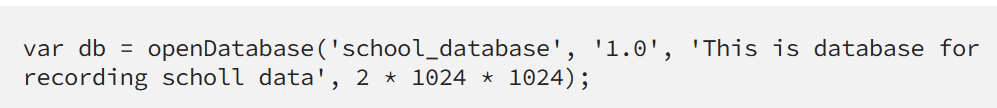 var db = openDatabase('school_database', '1.0', 'This is database for
recording scholl data', 2 * 1024 * 1024);